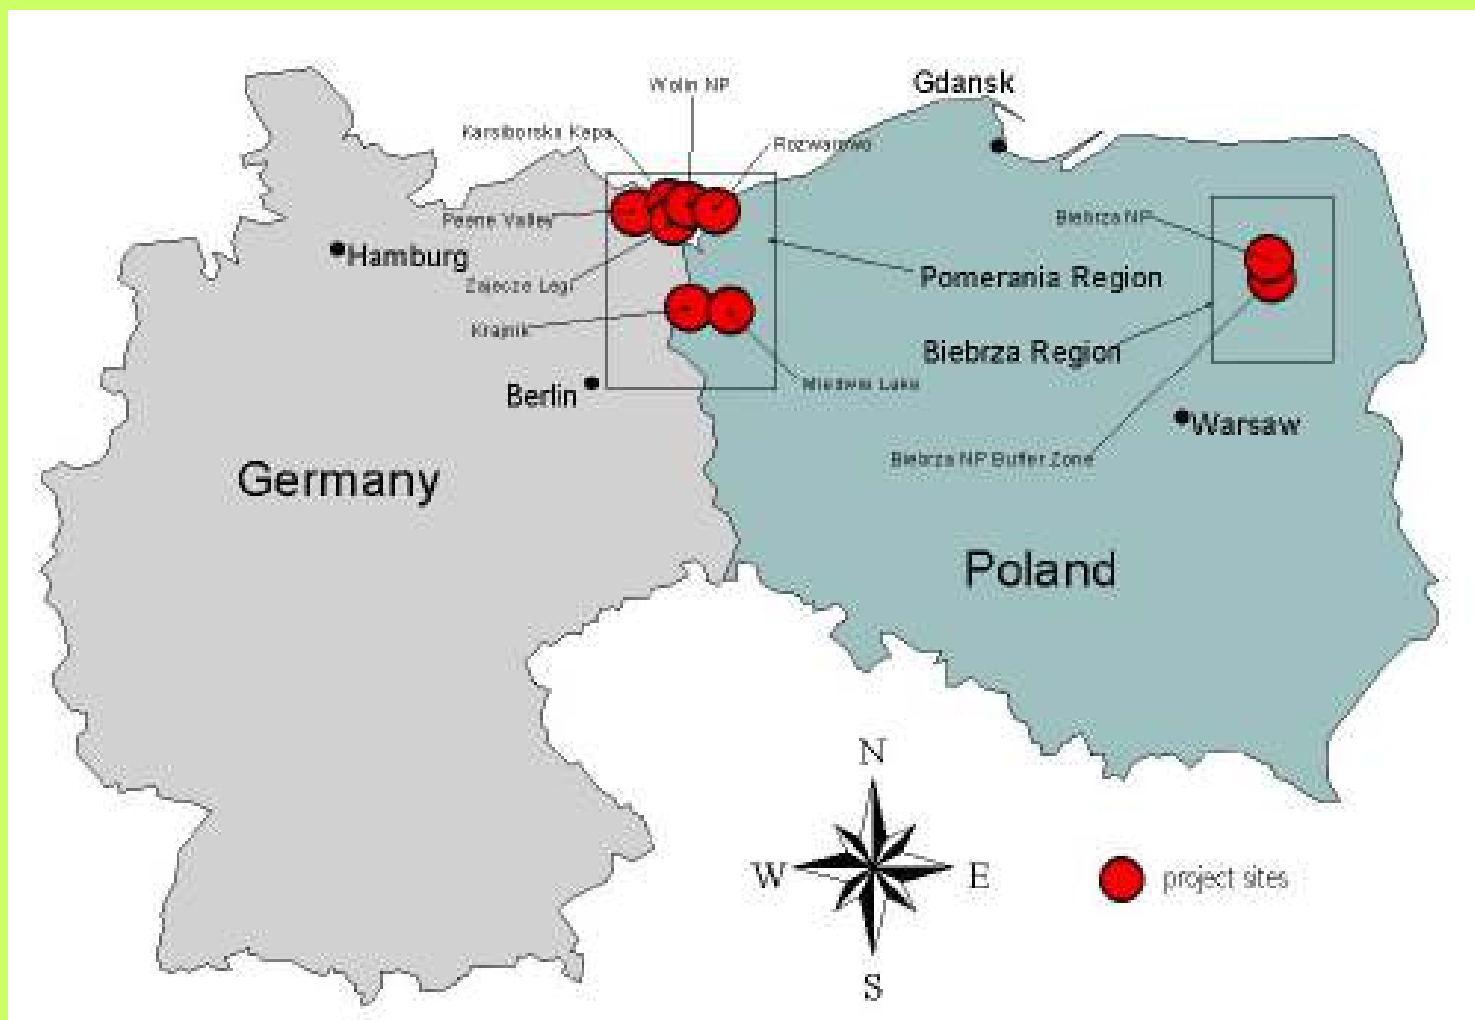 Wolin NP
Gdansk
Karsiborska Kepa
Rozwarowo
Peene Valley
Biebrza NP
Hamburg
Zajecze Legi
Pomerania Region
Krajnik
Biebrza Region
Berlin
Miedwie Lake
Warsaw
Biebrza NP Buffer Zone
Germany
Poland
N
W
E
project sites
S